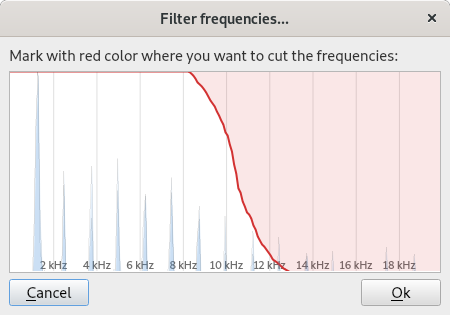 Filter frequencies...
×
Mark with red color where you want to cut the frequencies:
2 kHz 4 kHz 6 kHz 8 kHz 10 kHz 12 kHz 14 kHz 16 kHz 18 kHz
Cancel Ok